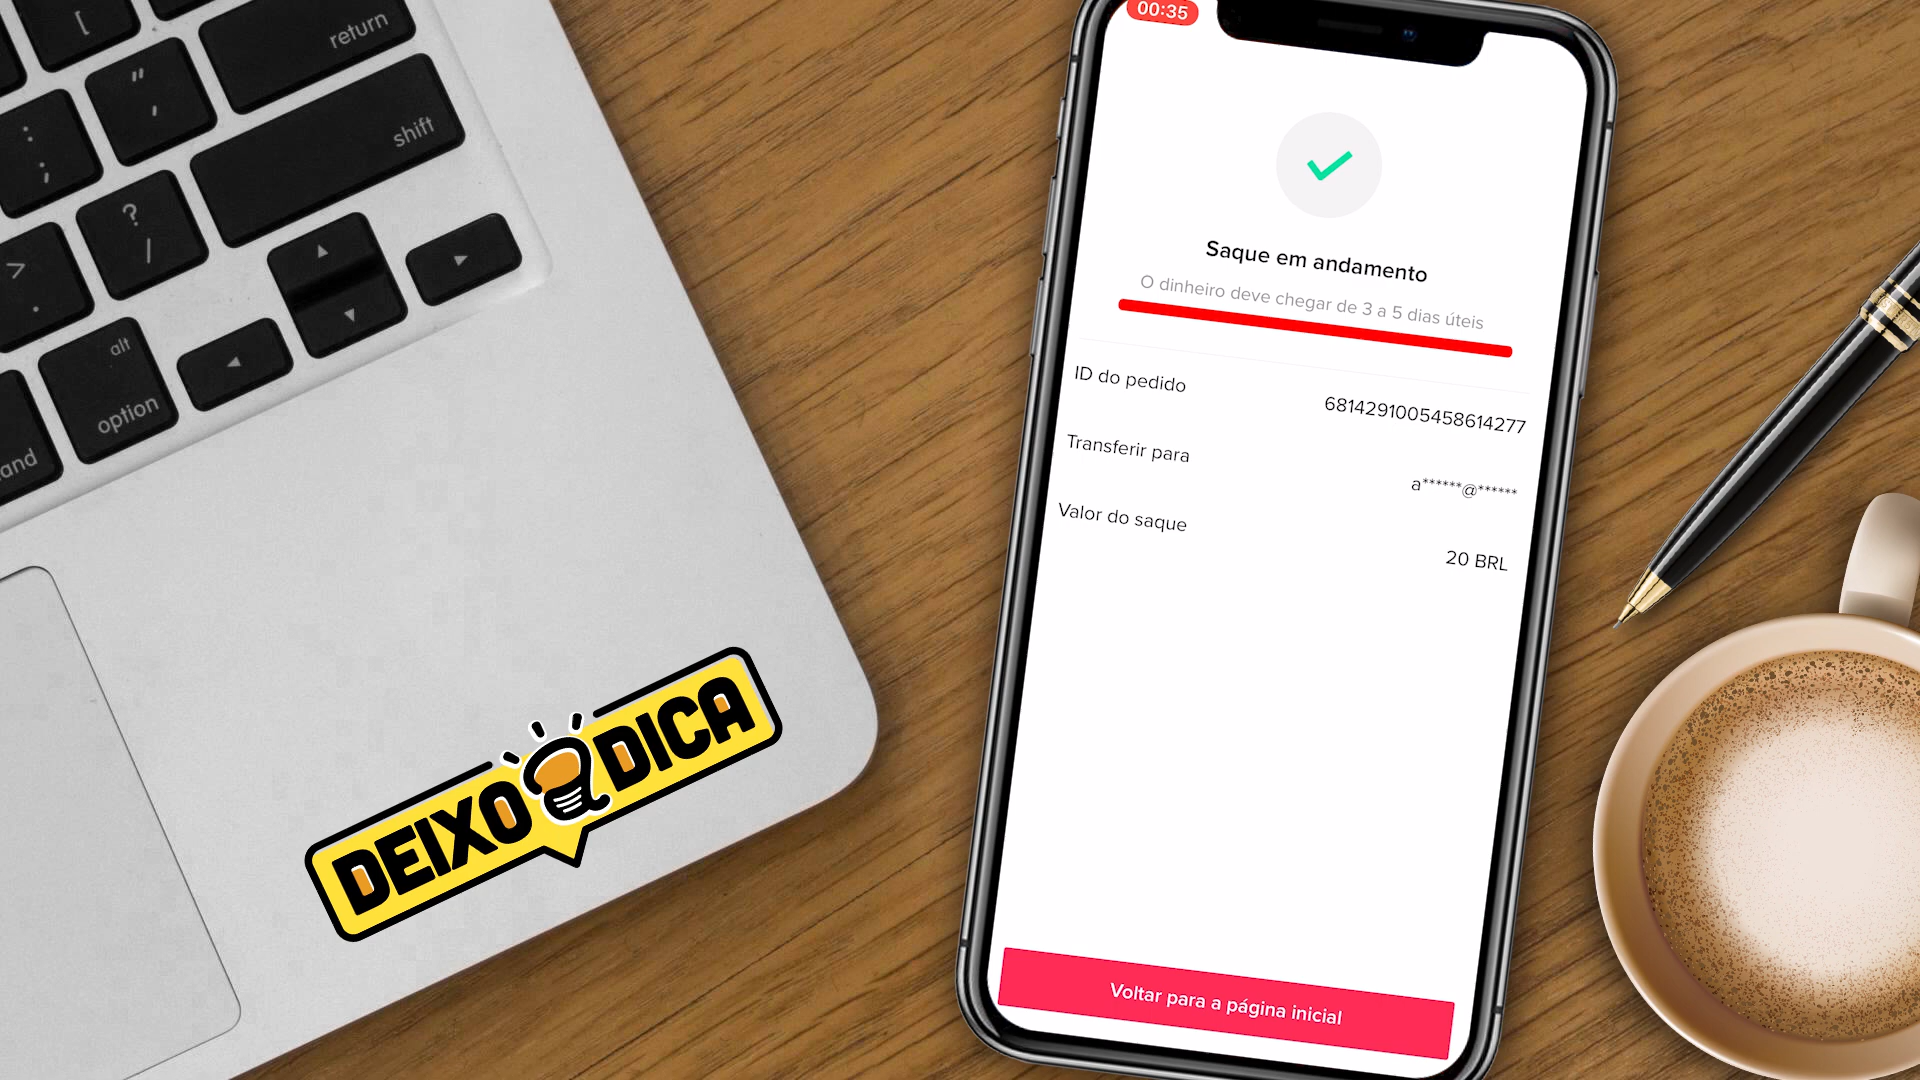 [
return
"
,
:
;
shift
?
/
>
.
alt
option
and
DEIXO DICA
00:35
Saque em andamento
O dinheiro deve chegar de 3 a 5 dias úteis
ID do pedido
6814291005458614277
Transferir para
a******@******
Valor do saque
20 BRL
Voltar para a página inicial